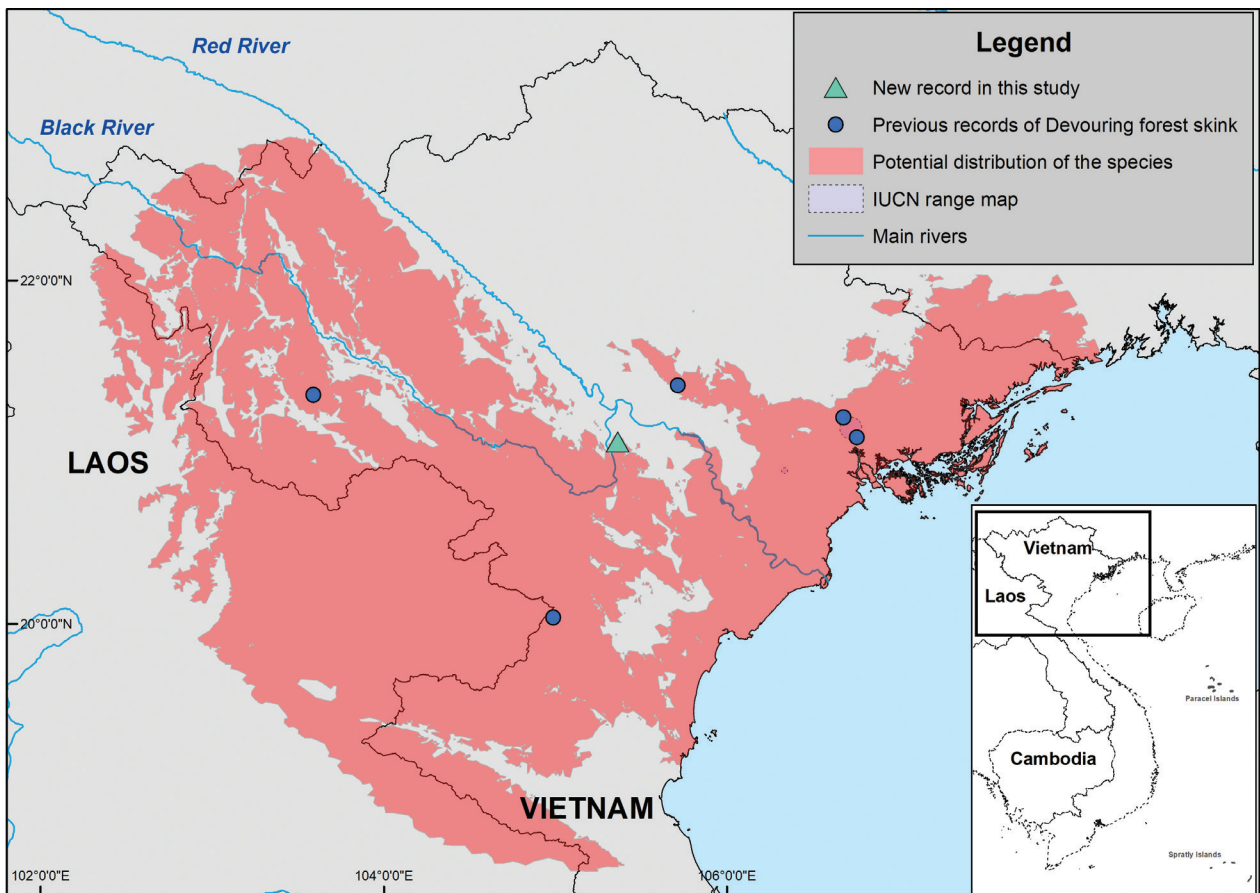 Red River
Black River
Legend
New record in this study
Previous records of Devouring forest skink
Potential distribution of the species
IUCN range map
Main rivers
22°0'0"N
LAOS
20°0'0"N
VIETNAM
102°0'0"E
104°0'0"E
106°0'0"E
Vietnam
Laos
Paracel Islands
Cambodia
Spratly Islands